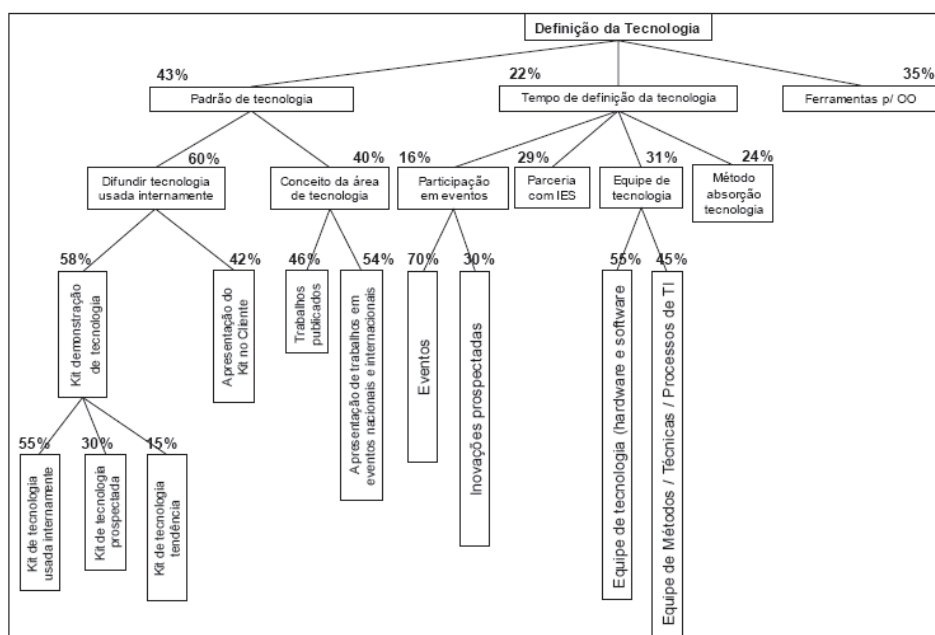 Definição da Tecnologia
43%
22%
35%
Padrão de tecnologia
Tempo de definição da tecnologia
Ferramentas p/ OO
60%
40%
16%
29%
31%
24%
Difundir tecnologia
usada internamente
Conceito da área
de tecnologia
Participação
em eventos
Parceria
com IES
Equipe de
tecnologia
Método
absorção
tecnologia
58%
42%
46%
54%
70%
30%
55%
45%
Kit demonstração
de tecnologia
Apresentação do
Kit no Cliente
Trabalhos
publicados
Apresentação de trabalhos em
eventos nacionais e internacionais
Eventos
Inovações prospectadas
Equipe de tecnologia (hardware e software
Equipe de Métodos / Técnicas / Processos de TI
55%
30%
15%
Kit de tecnologia
usada internamente
Kit de tecnologia
prospectada
Kit de tecnologia
tendência